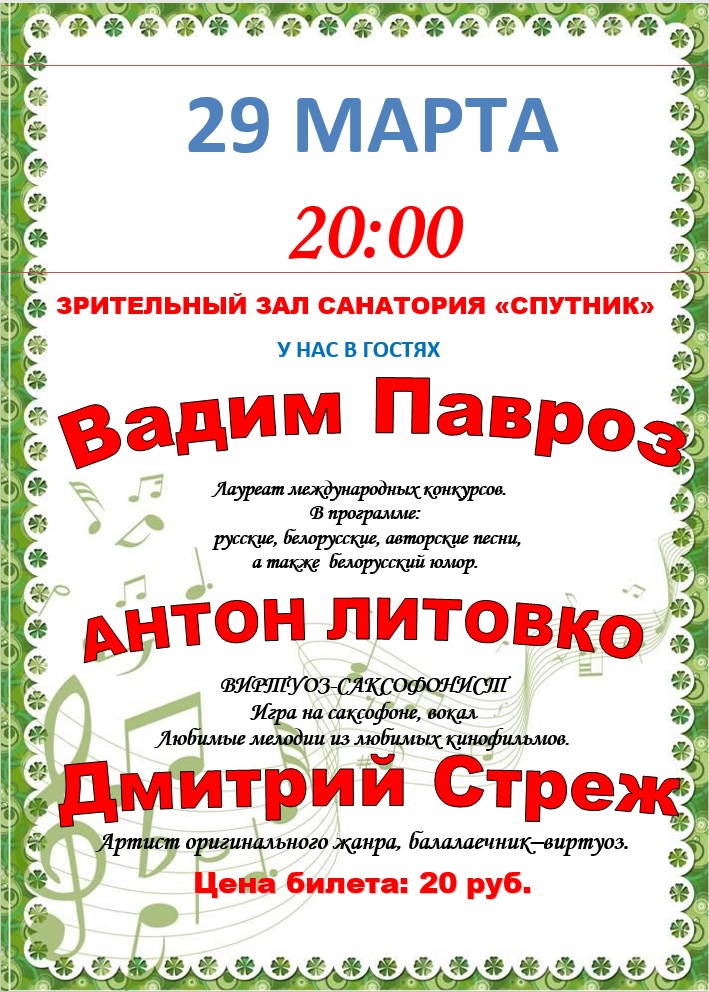 29 МАРТА
20:00
ЗРИТЕЛЬНЫЙ ЗАЛ САНАТОРИЯ «СПУТНИК»
У НАС В ГОСТЯХ
Вадим Павроз
Лауреат международных конкурсов.
В программе:
русские, белорусские, авторские песни,
а также белорусский юмор.
АНТОН ЛИТОВКО
ВИРТУОЗ-САКСОФОНИСТ
Игра на саксофоне, вокал
Любимые мелодии из любимых кинофильмов.
Дмитрий Стреж
Артист оригинального жанра, балалаечник–виртуоз.
Цена билета: 20 руб.